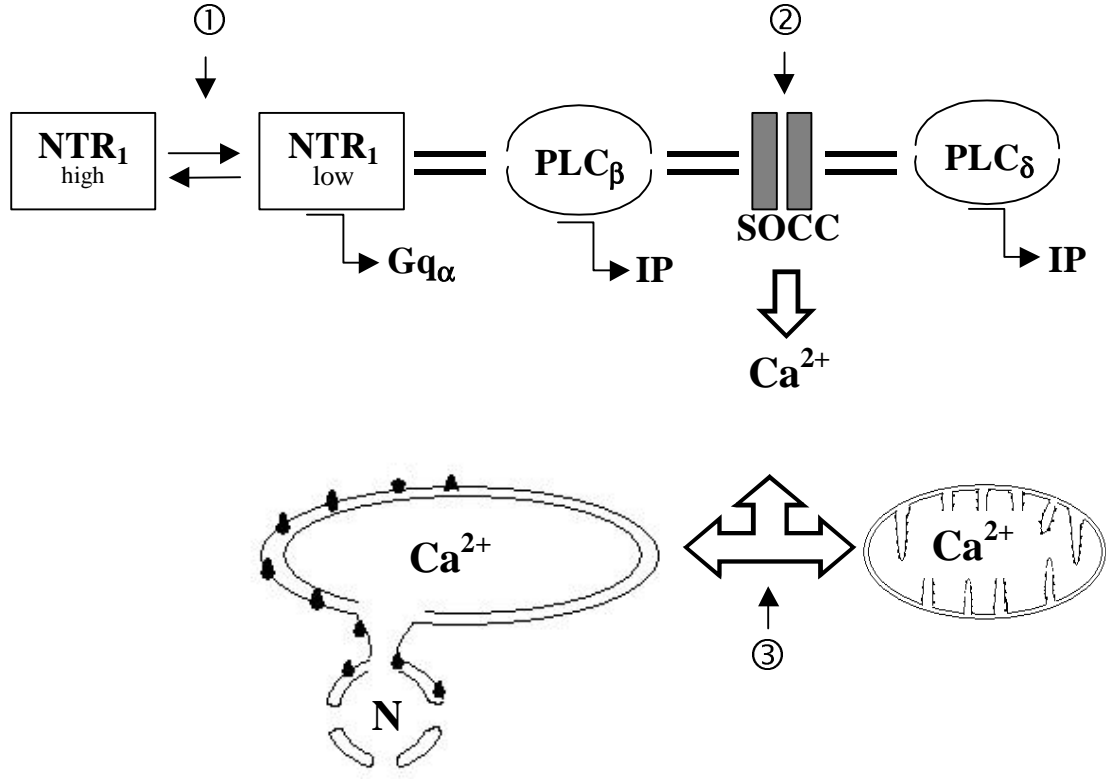 ① ②
NTR₁ high
NTR₁ low
PLCβ
SOCC
PLCδ
Gqα
IP
IP
Ca²⁺
Ca²⁺
Ca²⁺
③
N